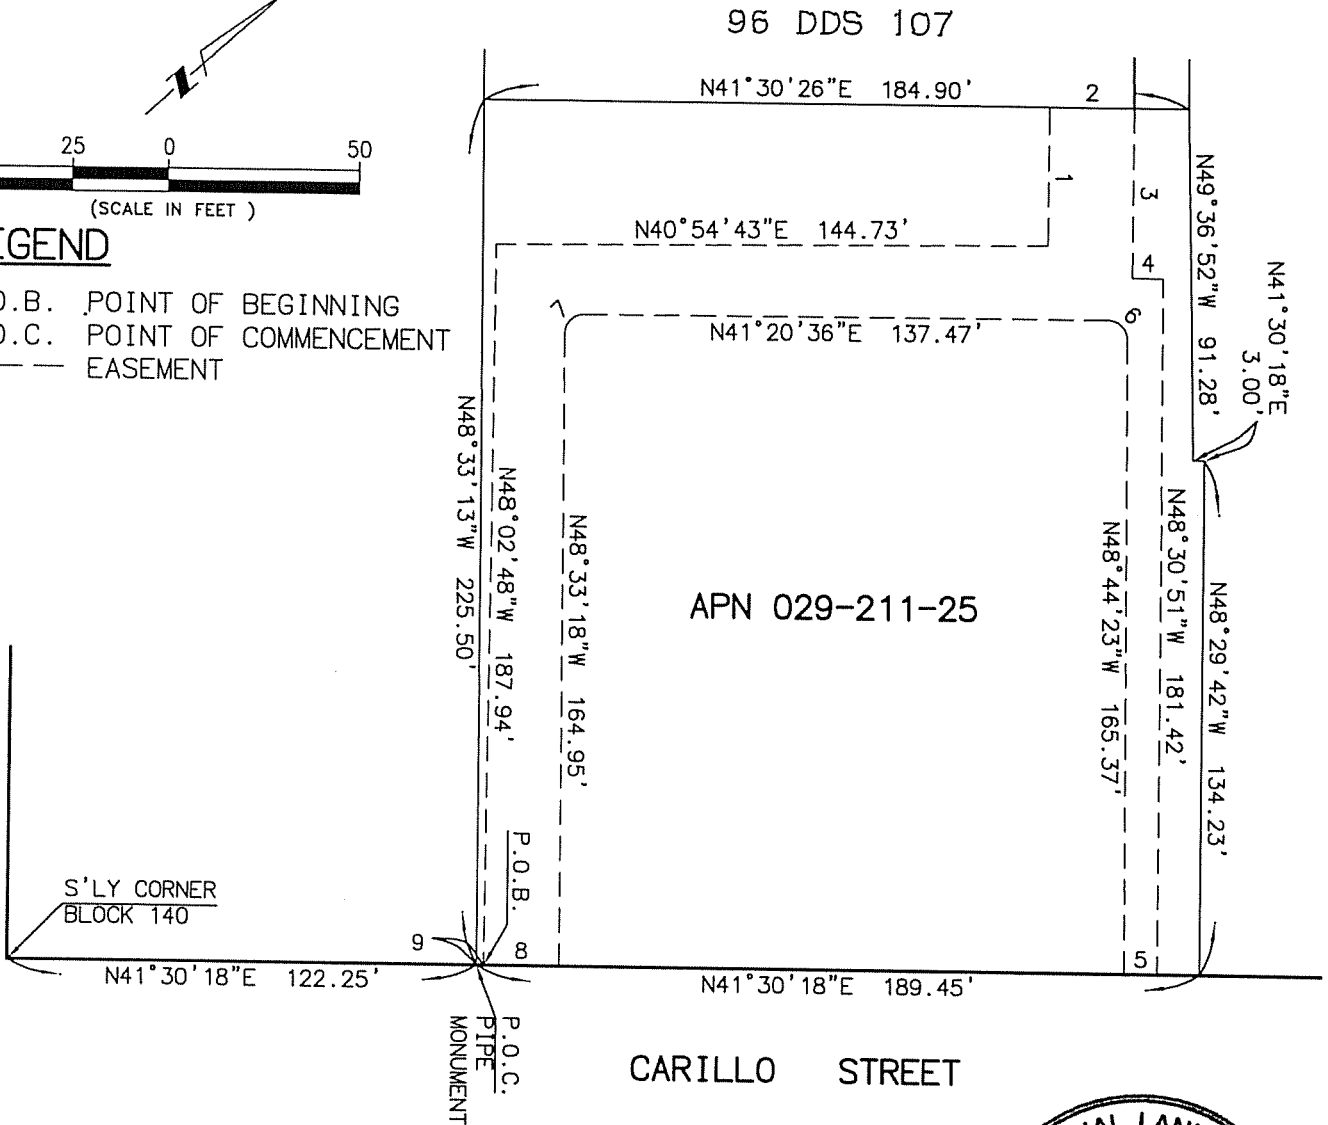 96 DDS 107
N41°30'26"E 184.90'
2
25 0 50
(SCALE IN FEET )
EGEND
O.B. POINT OF BEGINNING
O.C. POINT OF COMMENCEMENT
EASEMENT
1
3
4
N49°36'52"W 91.28'
N41°30'18"E
3.00'
N40°54'43"E 144.73'
7
N41°20'36"E 137.47'
6
N48°33'13"W 225.50'
N48°02'48"W 187.94'
N48°33'18"W 164.95'
APN 029-211-25
N48°44'23"W 165.37'
N48°30'51"W 181.42'
N48°29'42"W 134.23'
P.O.B.
S'LY CORNER
BLOCK 140
9
8
5
N41°30'18"E 122.25'
N41°30'18"E 189.45'
P.O.C.
PIPE
MONUMENT
CARILLO STREET
LAN